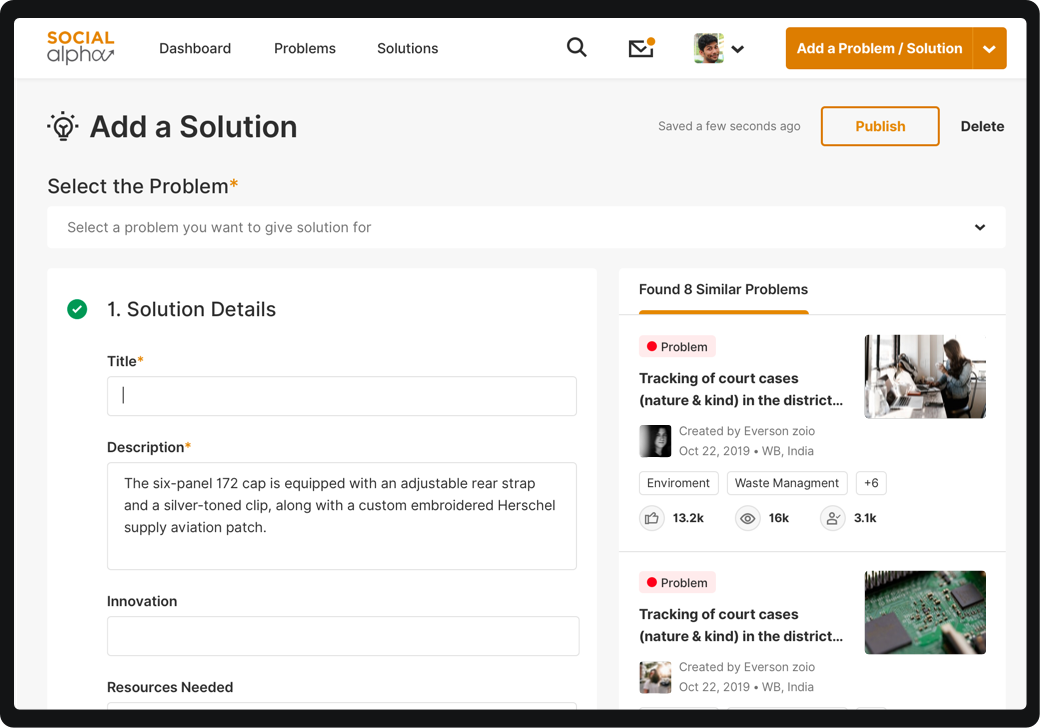 SOCIAL
alpha
Dashboard
Problems
Solutions
Add a Problem / Solution
Add a Solution
Saved a few seconds ago
Publish
Delete
Select the Problem*
Select a problem you want to give solution for
1. Solution Details
Title*
Description*
The six-panel 172 cap is equipped with an adjustable rear strap
and a silver-toned clip, along with a custom embroidered Herschel
supply aviation patch.
Innovation
Resources Needed
Found 8 Similar Problems
Problem
Tracking of court cases
(nature & kind) in the district...
Created by Everson zoio
Oct 22, 2019 • WB, India
Enviroment
Waste Managment
+6
13.2k
16k
3.1k
Problem
Tracking of court cases
(nature & kind) in the district...
Created by Everson zoio
Oct 22, 2019 • WB, India